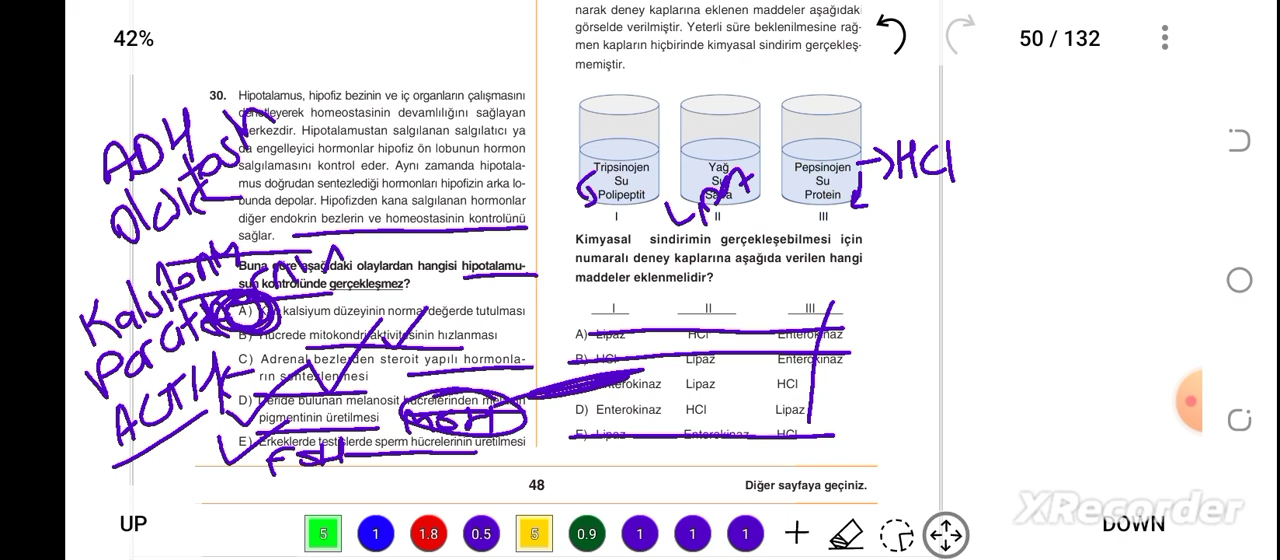 42%
50 / 132
narak deney kaplarına eklenen maddeler aşağıdaki
görselde verilmiştir. Yeterli süre beklenilmesine rağ-
men kapların hiçbirinde kimyasal sindirim gerçekleş-
memiştir.
30. Hipotalamus, hipofiz bezinin ve iç organların çalışmasını
denetleyerek homeostasinin devamlılığını sağlayan
merkezdir. Hipotalamustan salgılanan salgılatıcı ya
da engelleyici hormonlar hipofiz ön lobunun hormon
salgılamasını kontrol eder. Aynı zamanda hipotala-
mus doğrudan sentezlediği hormonları hipofizin arka lo-
bunda depolar. Hipofizden kana salgılanan hormonlar
diğer endokrin bezlerin ve homeostasinin kontrolünü
sağlar.
Buna göre aşağıdaki olaylardan hangisi hipotalamu-
sun kontrolünde gerçekleşmez?
A) Kan kalsiyum düzeyinin normal değerde tutulması
B) Hücrede mitokondri aktivitesinin hızlanması
C) Adrenal bezlerden steroit yapılı hormonla-
rın sentezlenmesi
D) Deride bulunan melanosit hücrelerinden melanin
pigmentinin üretilmesi
E) Erkeklerde testislerde sperm hücrelerinin üretilmesi
ADH
Kalsitonin
ACTH
MSH
FSH
Tripsinojen
Su
Polipeptit
I
Yağ
Su
Safra
II
Pepsinojen
Su
Protein
III
HCl
Kimyasal sindirimin gerçekleşebilmesi için
numaralı deney kaplarına aşağıda verilen hangi
maddeler eklenmelidir?
I II III
A) Lipaz HCl Enterokinaz
B) HCl Lipaz Enterokinaz
Enterokinaz Lipaz HCl
D) Enterokinaz HCl Lipaz
E) Lipaz Enterokinaz HCl
48
Diğer sayfaya geçiniz.
XRecorder
UP
5 1 1.8 0.5 5 0.9 1 1 1
DOWN